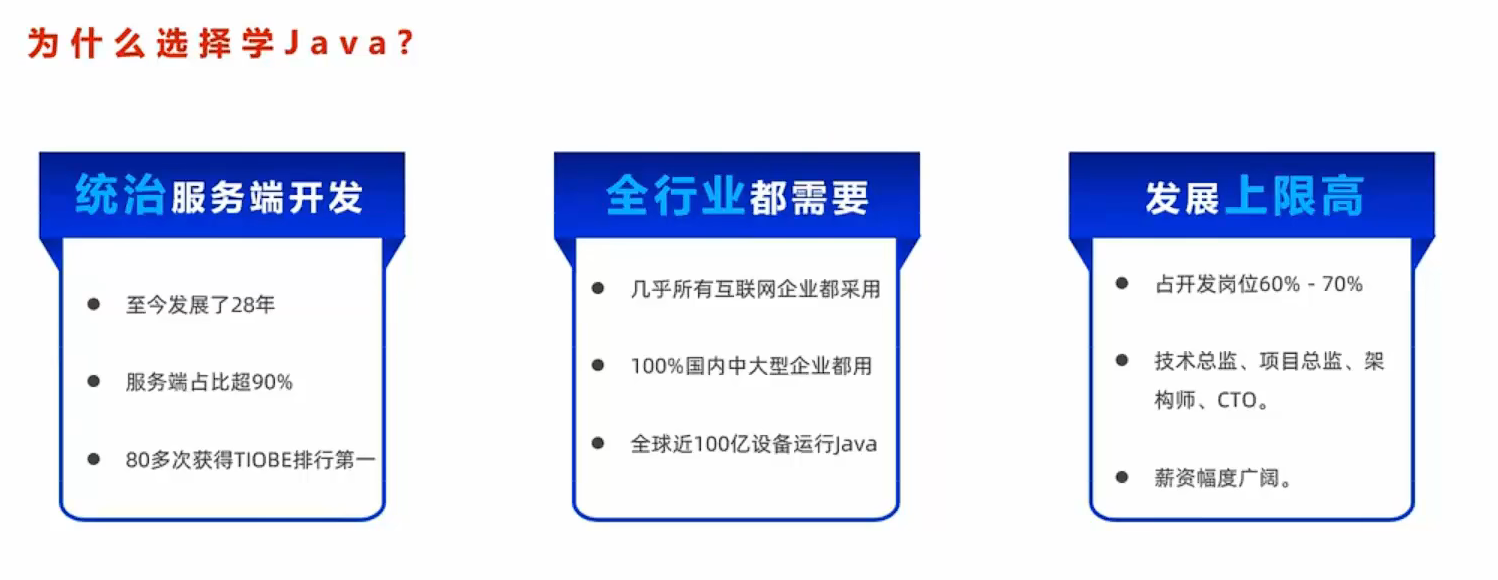 为什么选择学Java?
统治服务端开发
至今发展了28年
服务端占比超90%
80多次获得TIOBE排行第一
全行业都需要
几乎所有互联网企业都采用
100%国内中大型企业都用
全球近100亿设备运行Java
发展上限高
占开发岗位60% - 70%
技术总监、项目总监、架
构师、CTO。
薪资幅度广阔。